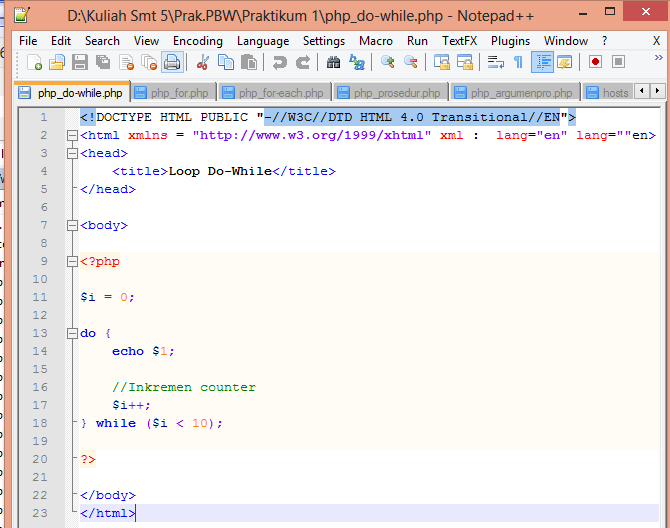 D:\Kuliah Smt 5\Prak.PBW\Praktikum 1\php_do-while.php - Notepad++
File Edit Search View Encoding Language Settings Macro Run TextFX Plugins Window ? X
php_do-while.php php_for.php php_for-each.php php_prosedur.php php_argumenpro.php hosts
1 <!DOCTYPE HTML PUBLIC "-//W3C//DTD HTML 4.0 Transitional//EN">
2 <html xmlns = "http://www.w3.org/1999/xhtml" xml :  lang="en" lang=""en>
3 <head>
4     <title>Loop Do-While</title>
5 </head>
6
7 <body>
8
9 <?php
10
11 $i = 0;
12
13 do {
14     echo $1;
15
16     //Inkremen counter
17     $i++;
18 } while ($i < 10);
19
20 ?>
21
22 </body>
23 </html>